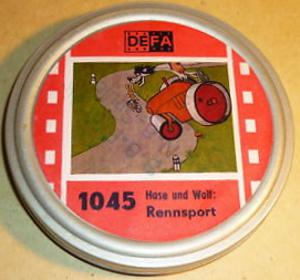 DEFA
1045 Hase und Wolf:
Rennsport